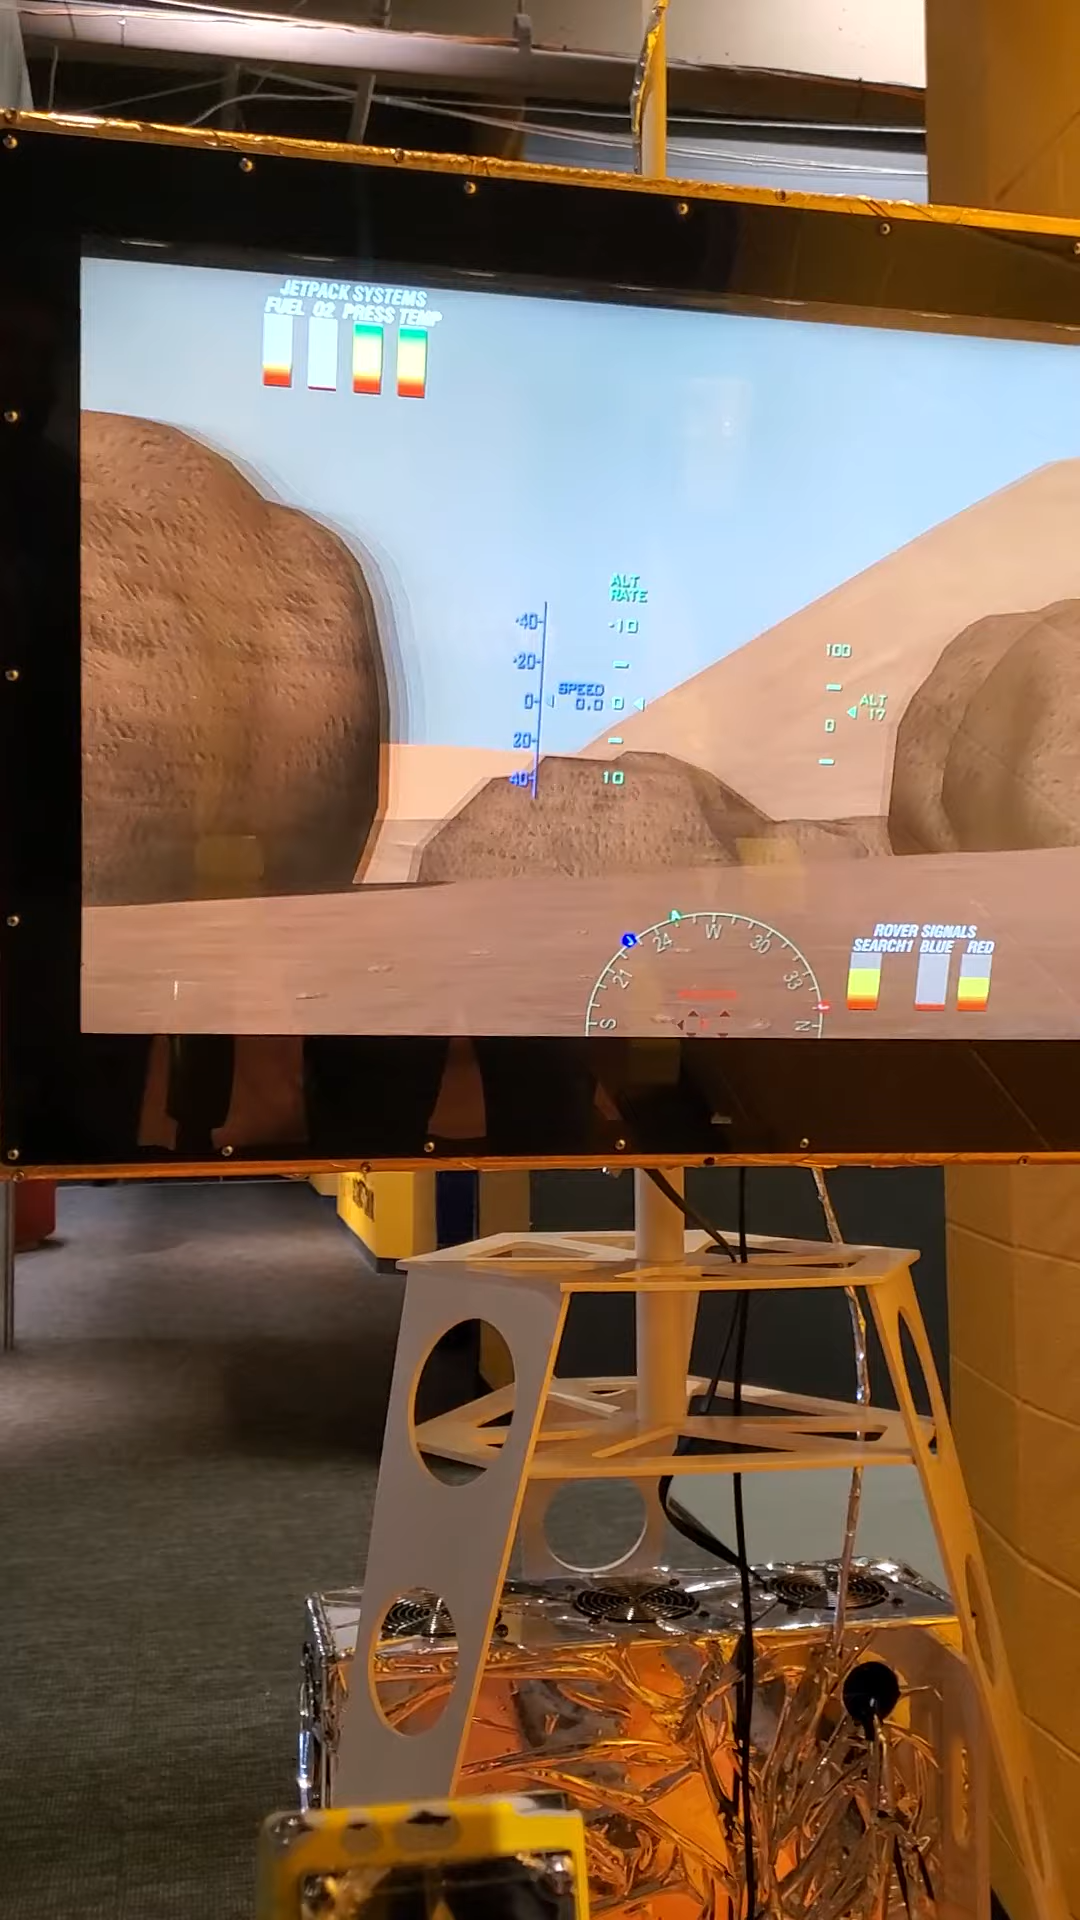 JETPACK SYSTEMS
FUEL O2 PRESS TEMP
ALT
RATE
-40 -10
-20 100
SPEED
0 0.0 0 0 ALT
17
20
40 10
S 21 24 W 30 33 N
ROVER SIGNALS
SEARCH1 BLUE RED